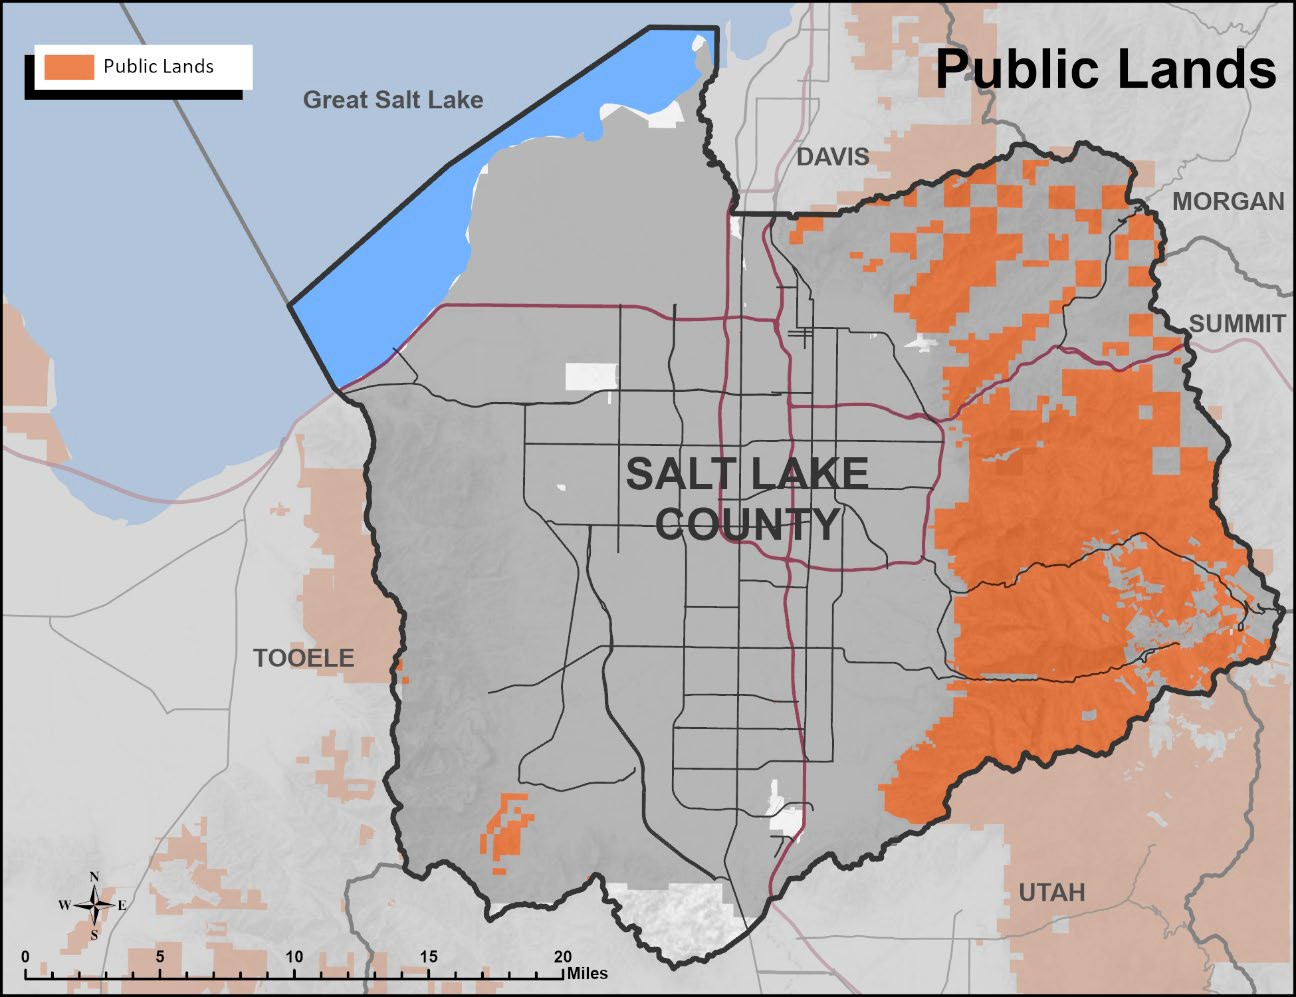 Public Lands
Public Lands
Great Salt Lake
DAVIS
MORGAN
SUMMIT
SALT LAKE
COUNTY
TOOELE
UTAH
N
W E
S
0 5 10 15 20
Miles